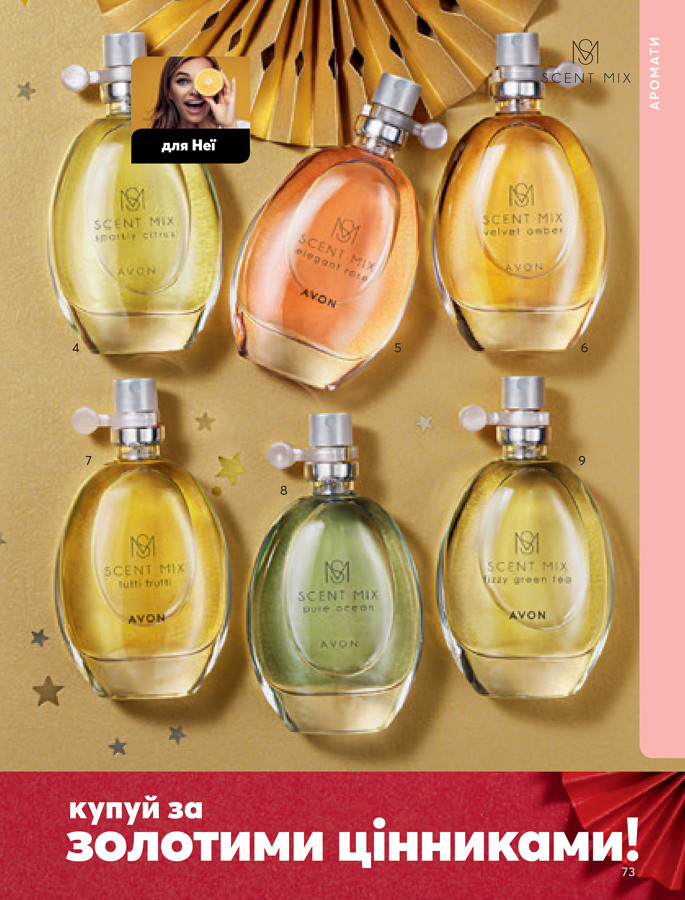 SCENT MIX
АРОМАТИ
для Неї
SCENT MIX
sparkly citrus
AVON
4
SCENT MIX
elegant rose
AVON
5
SCENT MIX
velvet amber
AVON
6
7
SCENT MIX
tutti frutti
AVON
8
SCENT MIX
pure ocean
AVON
9
SCENT MIX
fizzy green tea
AVON
купуй за
золотими цінниками!
73